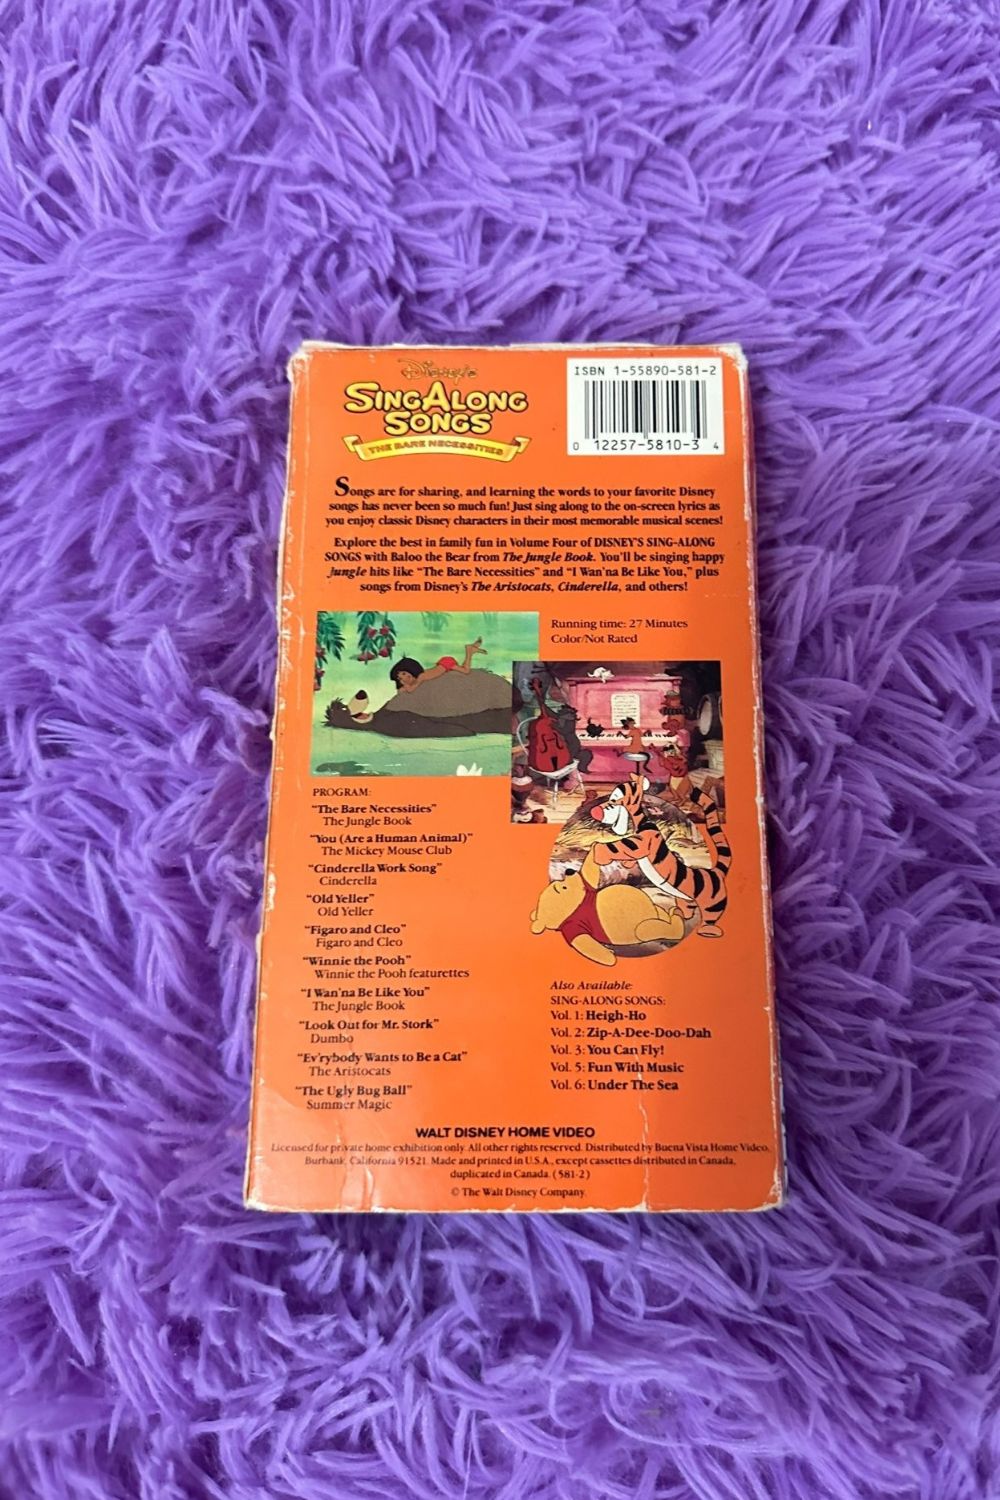 Disney's
SING ALONG
SONGS
THE BARE NECESSITIES
ISBN 1-55890-581-2
0 12257-5810-3 4
Songs are for sharing, and learning the words to your favorite Disney
songs has never been so much fun! Just sing along to the on-screen lyrics as
you enjoy classic Disney characters in their most memorable musical scenes!
Explore the best in family fun in Volume Four of DISNEY'S SING-ALONG
SONGS with Baloo the Bear from The Jungle Book. You'll be singing happy
jungle hits like "The Bare Necessities" and "I Wan'na Be Like You," plus
songs from Disney's The Aristocats, Cinderella, and others!
Running time: 27 Minutes
Color/Not Rated
PROGRAM:
"The Bare Necessities"
The Jungle Book
"You (Are a Human Animal)"
The Mickey Mouse Club
"Cinderella Work Song"
Cinderella
"Old Yeller"
Old Yeller
"Figaro and Cleo"
Figaro and Cleo
"Winnie the Pooh"
Winnie the Pooh featurettes
"I Wan'na Be Like You"
The Jungle Book
"Look Out for Mr. Stork"
Dumbo
"Ev'rybody Wants to Be a Cat"
The Aristocats
"The Ugly Bug Ball"
Summer Magic
Also Available:
SING-ALONG SONGS:
Vol. 1: Heigh-Ho
Vol. 2: Zip-A-Dee-Doo-Dah
Vol. 3: You Can Fly!
Vol. 5: Fun With Music
Vol. 6: Under The Sea
WALT DISNEY HOME VIDEO
Licensed for private home exhibition only. All other rights reserved. Distributed by Buena Vista Home Video,
Burbank, California 91521. Made and printed in U.S.A., except cassettes distributed in Canada,
duplicated in Canada. (581-2)
© The Walt Disney Company.